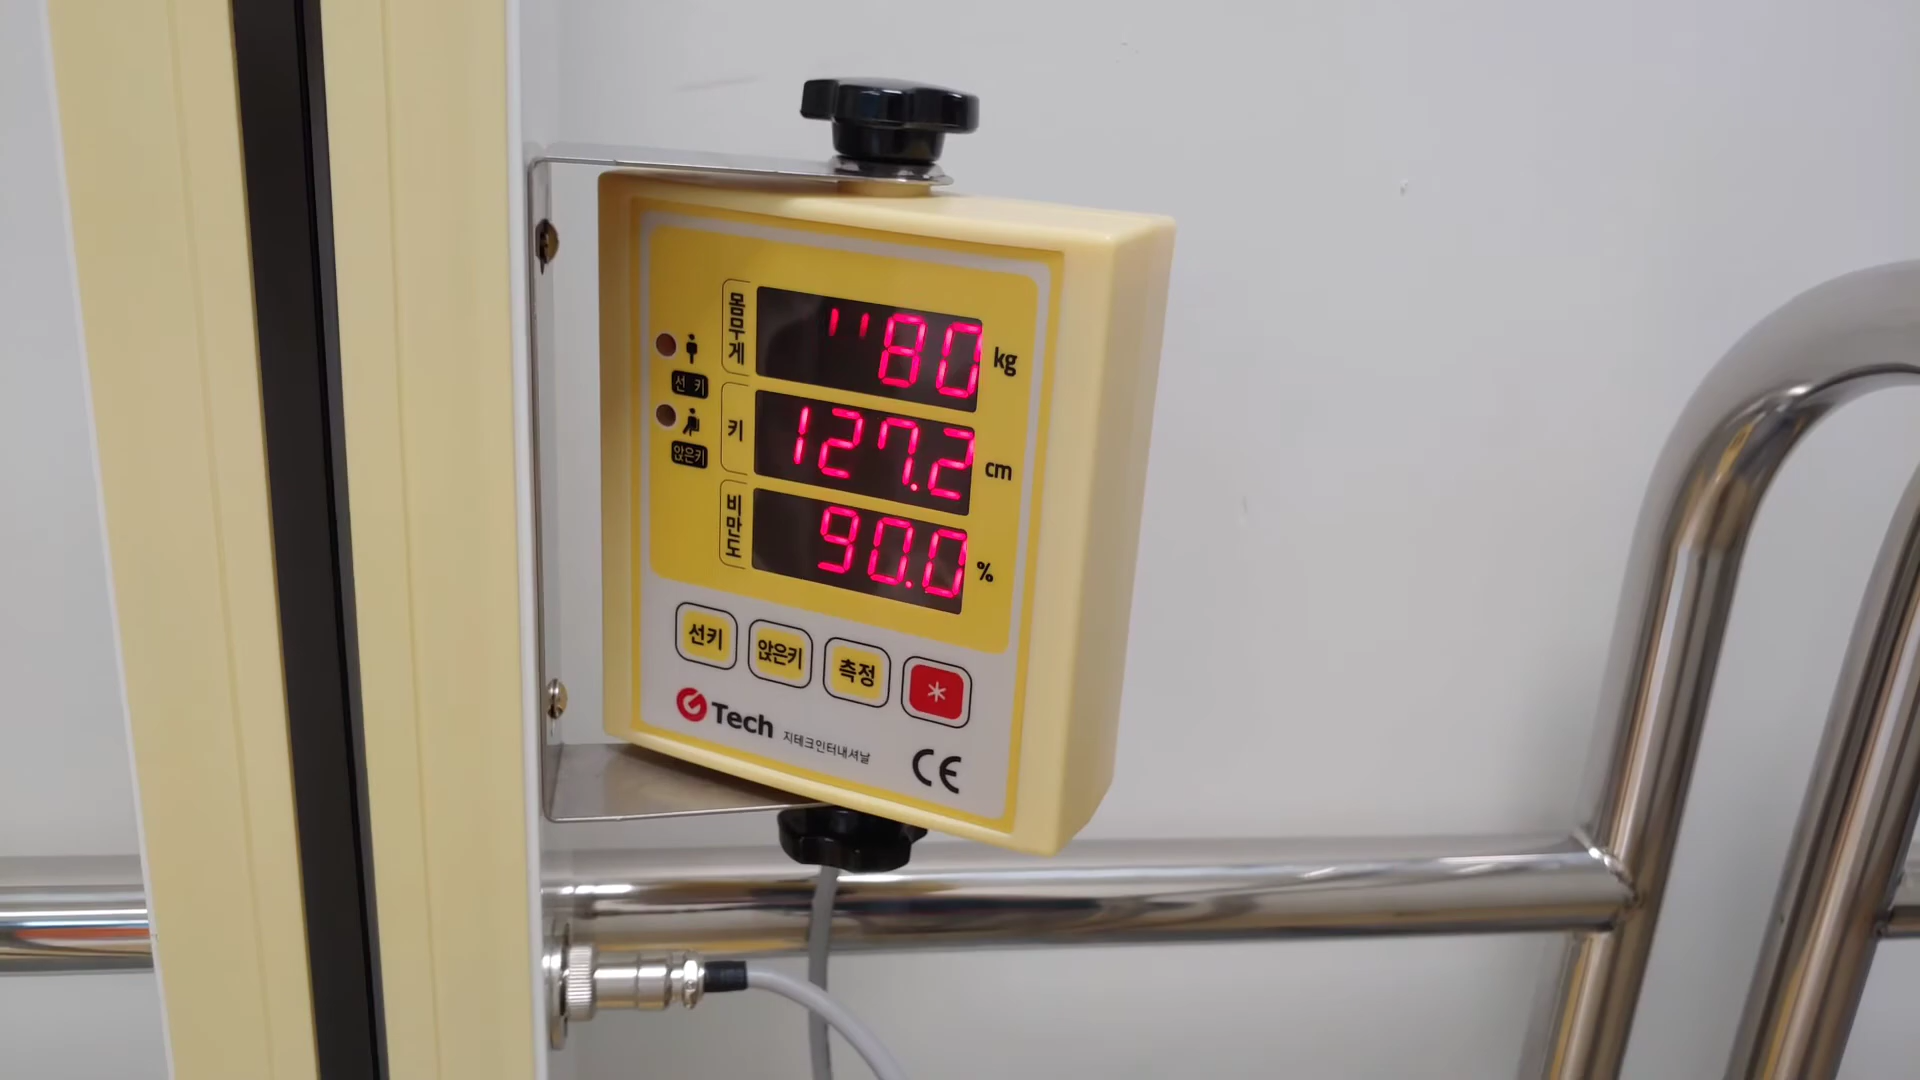 몸무게 "80 kg
선 키
키 127.2 cm
앉은키
비만도 90.0 %
선키 앉은키 측정 *
G Tech 지테크인터내셔날 CE